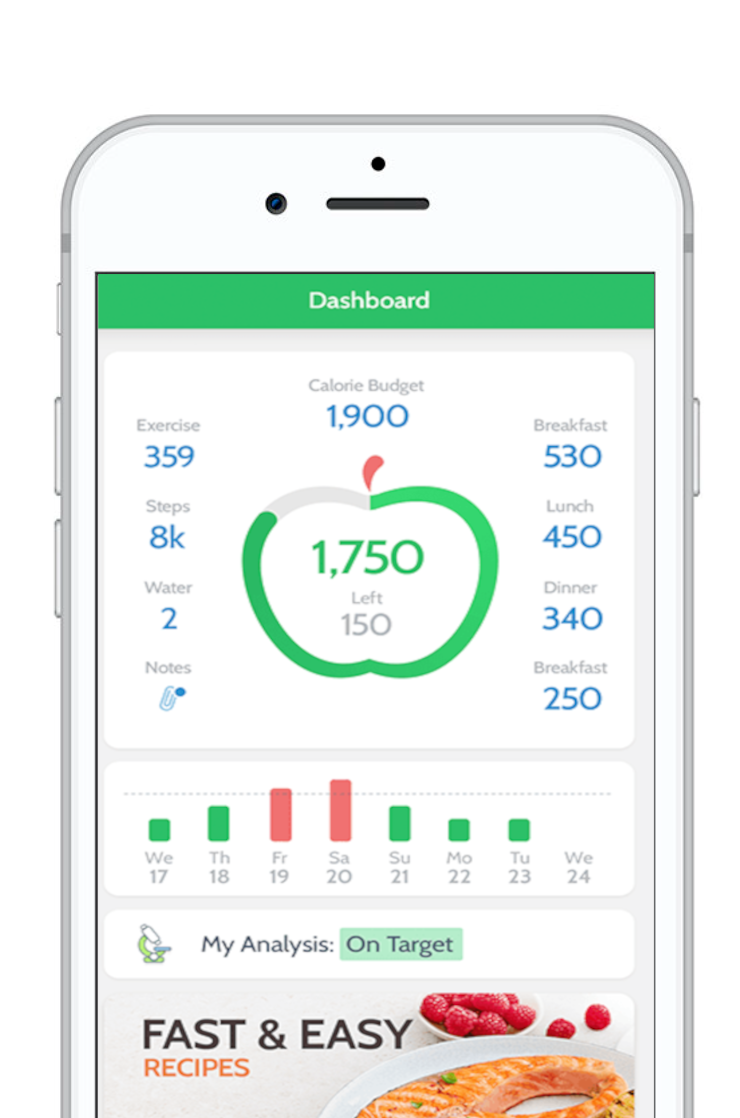 Dashboard
Calorie Budget
1,900
Exercise
359
Steps
8k
Water
2
Notes
1,750
Left
150
Breakfast
530
Lunch
450
Dinner
340
Breakfast
250
We Th Fr Sa Su Mo Tu We
17 18 19 20 21 22 23 24
My Analysis: On Target
FAST & EASY
RECIPES